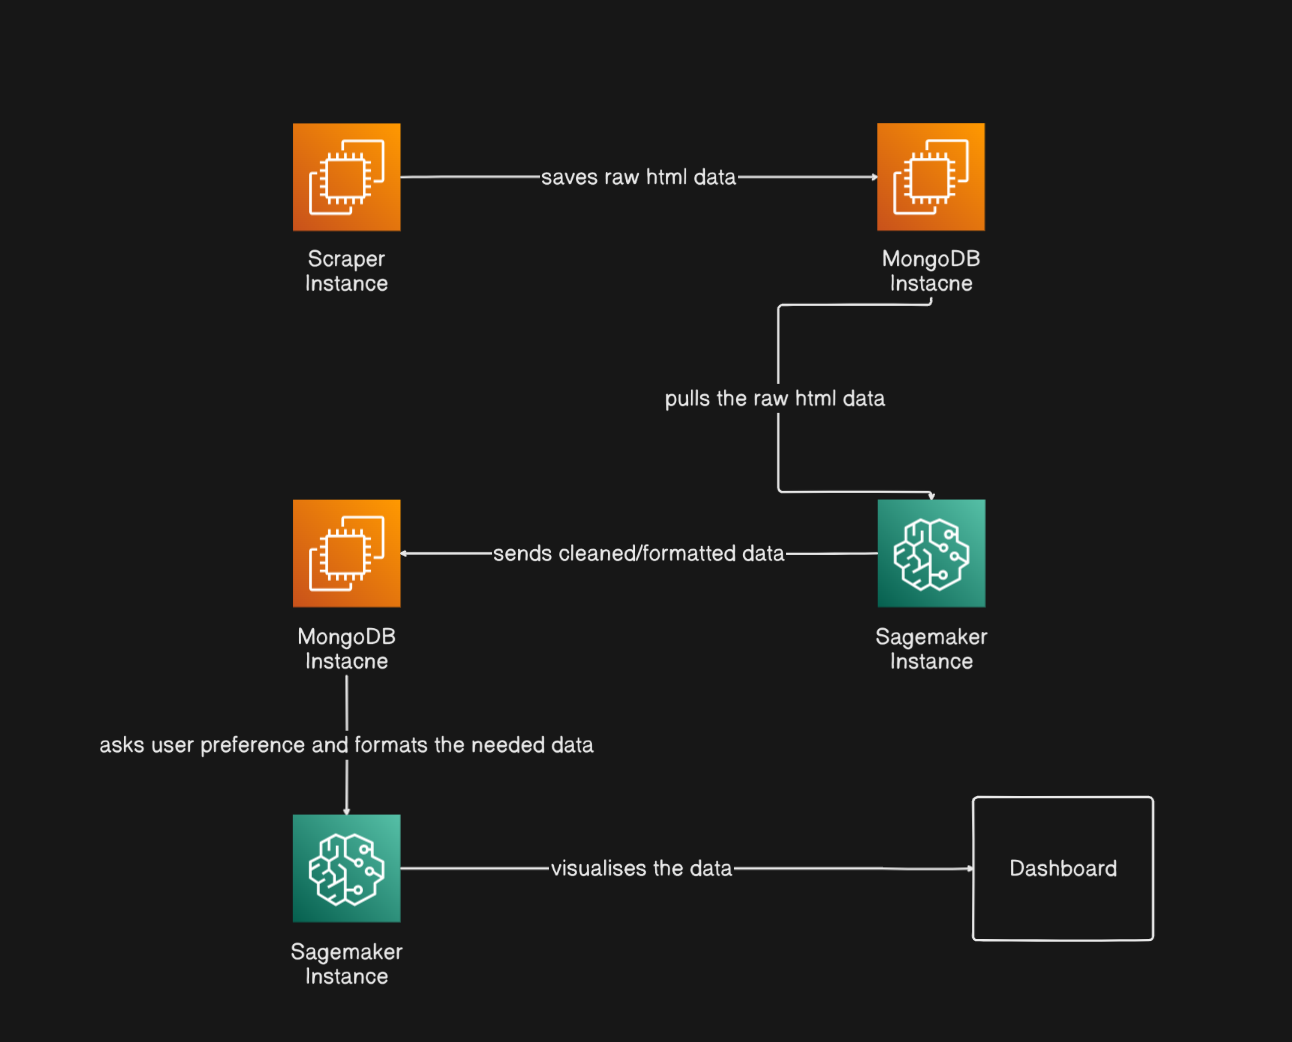 saves raw html data
Scraper
Instance
MongoDB
Instacne
pulls the raw html data
sends cleaned/formatted data
MongoDB
Instacne
Sagemaker
Instance
asks user preference and formats the needed data
visualises the data
Dashboard
Sagemaker
Instance